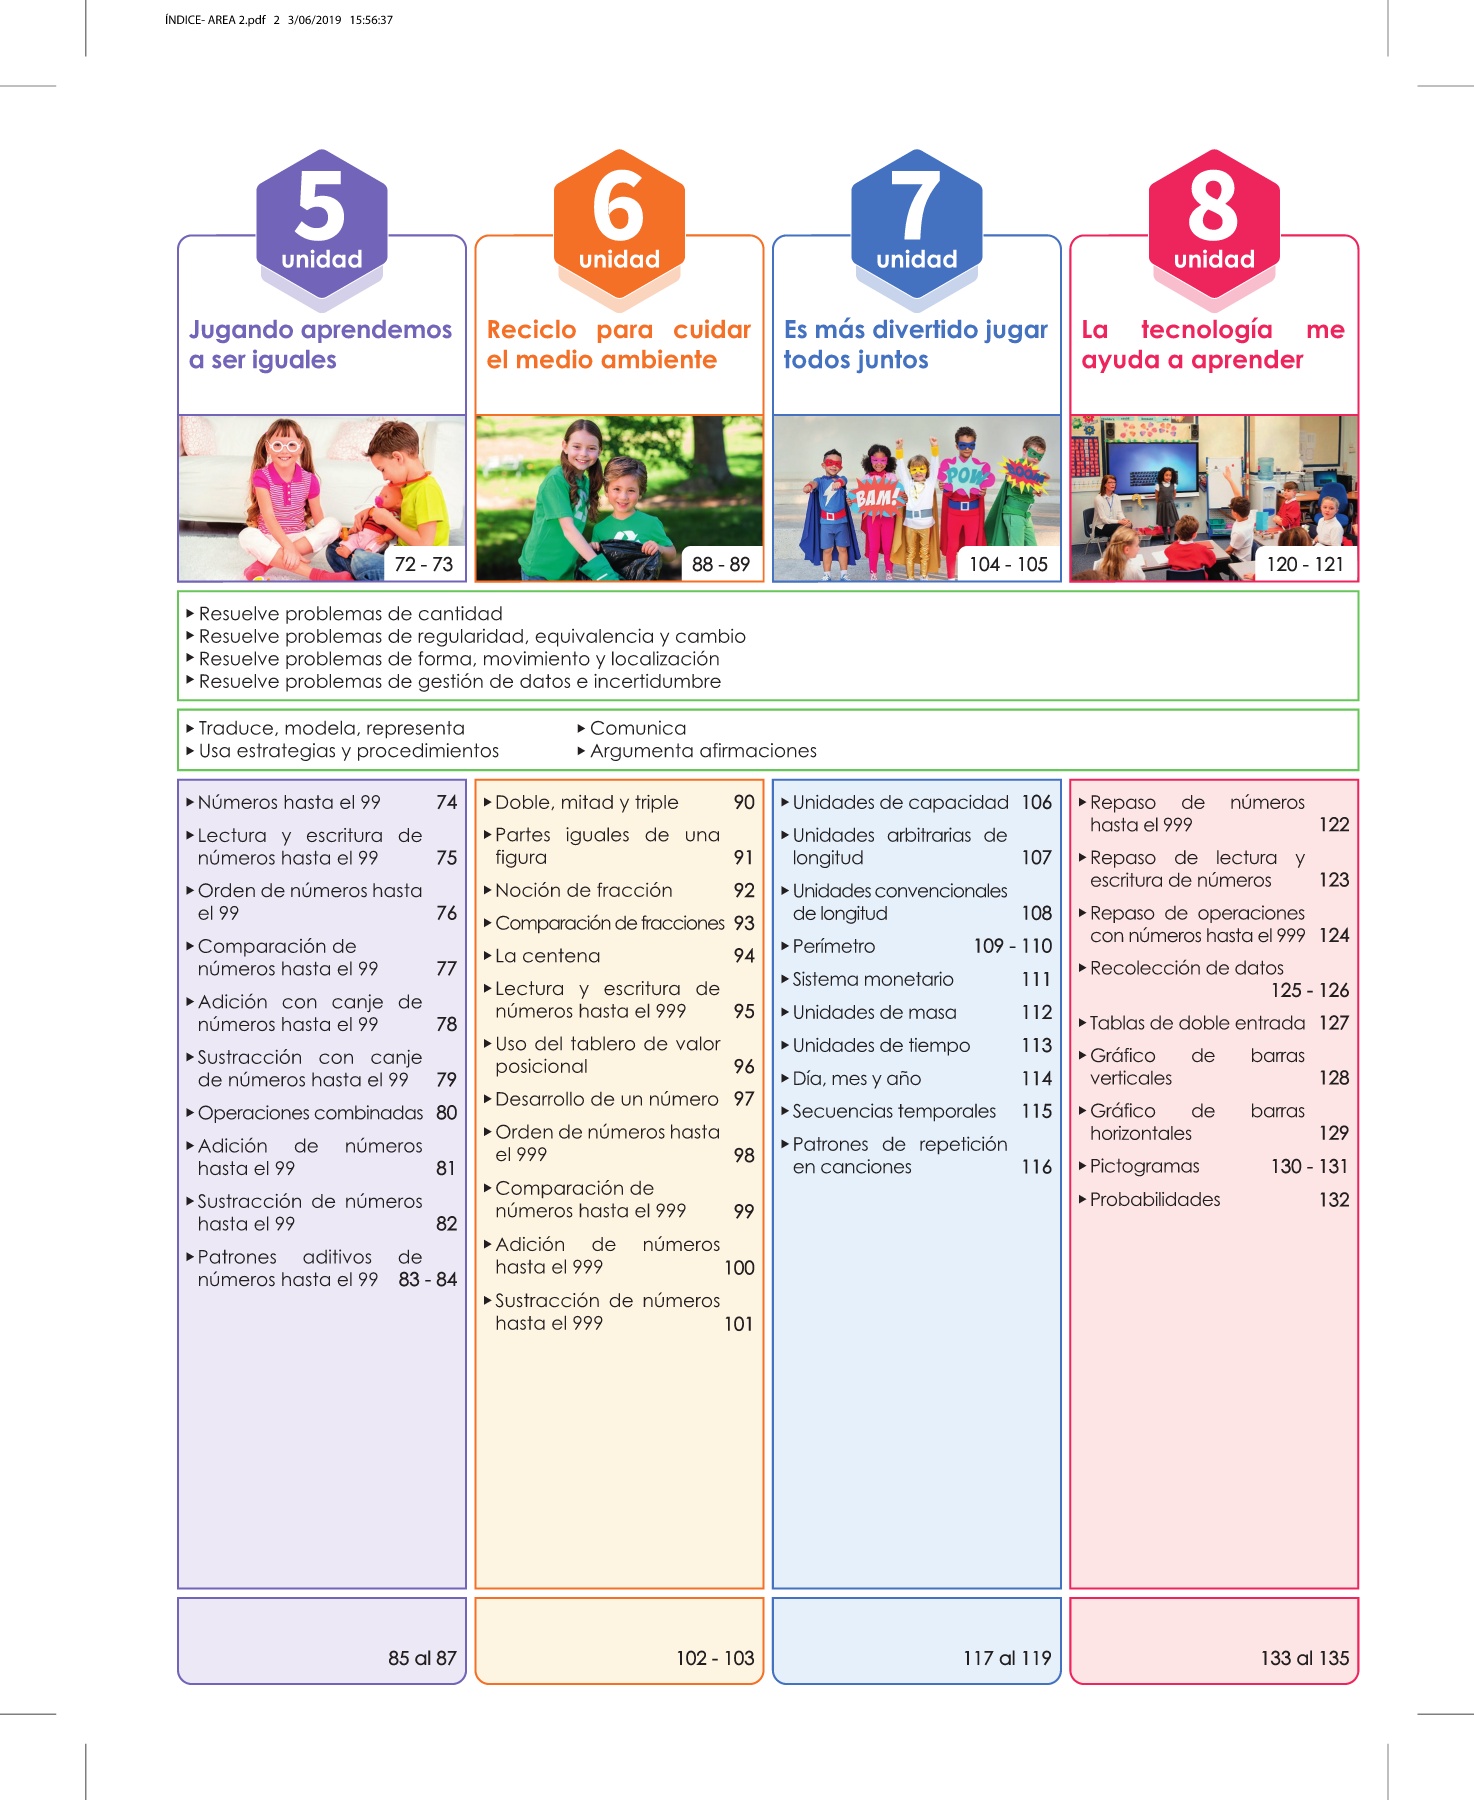 ÍNDICE- AREA 2.pdf 2 3/06/2019 15:56:37
5
unidad
Jugando aprendemos
a ser iguales
72 - 73
6
unidad
Reciclo para cuidar
el medio ambiente
88 - 89
7
unidad
Es más divertido jugar
todos juntos
BAM!
POW
BOOM
104 - 105
8
unidad
La tecnología me
ayuda a aprender
120 - 121
▸ Resuelve problemas de cantidad
▸ Resuelve problemas de regularidad, equivalencia y cambio
▸ Resuelve problemas de forma, movimiento y localización
▸ Resuelve problemas de gestión de datos e incertidumbre
▸ Traduce, modela, representa
▸ Usa estrategias y procedimientos
▸ Comunica
▸ Argumenta afirmaciones
▸ Números hasta el 99 74
▸ Lectura y escritura de
números hasta el 99 75
▸ Orden de números hasta
el 99 76
▸ Comparación de
números hasta el 99 77
▸ Adición con canje de
números hasta el 99 78
▸ Sustracción con canje
de números hasta el 99 79
▸ Operaciones combinadas 80
▸ Adición de números
hasta el 99 81
▸ Sustracción de números
hasta el 99 82
▸ Patrones aditivos de
números hasta el 99 83 - 84
85 al 87
▸ Doble, mitad y triple 90
▸ Partes iguales de una
figura 91
▸ Noción de fracción 92
▸ Comparación de fracciones 93
▸ La centena 94
▸ Lectura y escritura de
números hasta el 999 95
▸ Uso del tablero de valor
posicional 96
▸ Desarrollo de un número 97
▸ Orden de números hasta
el 999 98
▸ Comparación de
números hasta el 999 99
▸ Adición de números
hasta el 999 100
▸ Sustracción de números
hasta el 999 101
102 - 103
▸ Unidades de capacidad 106
▸ Unidades arbitrarias de
longitud 107
▸ Unidades convencionales
de longitud 108
▸ Perímetro 109 - 110
▸ Sistema monetario 111
▸ Unidades de masa 112
▸ Unidades de tiempo 113
▸ Día, mes y año 114
▸ Secuencias temporales 115
▸ Patrones de repetición
en canciones 116
117 al 119
▸ Repaso de números
hasta el 999 122
▸ Repaso de lectura y
escritura de números 123
▸ Repaso de operaciones
con números hasta el 999 124
▸ Recolección de datos
125 - 126
▸ Tablas de doble entrada 127
▸ Gráfico de barras
verticales 128
▸ Gráfico de barras
horizontales 129
▸ Pictogramas 130 - 131
▸ Probabilidades 132
133 al 135